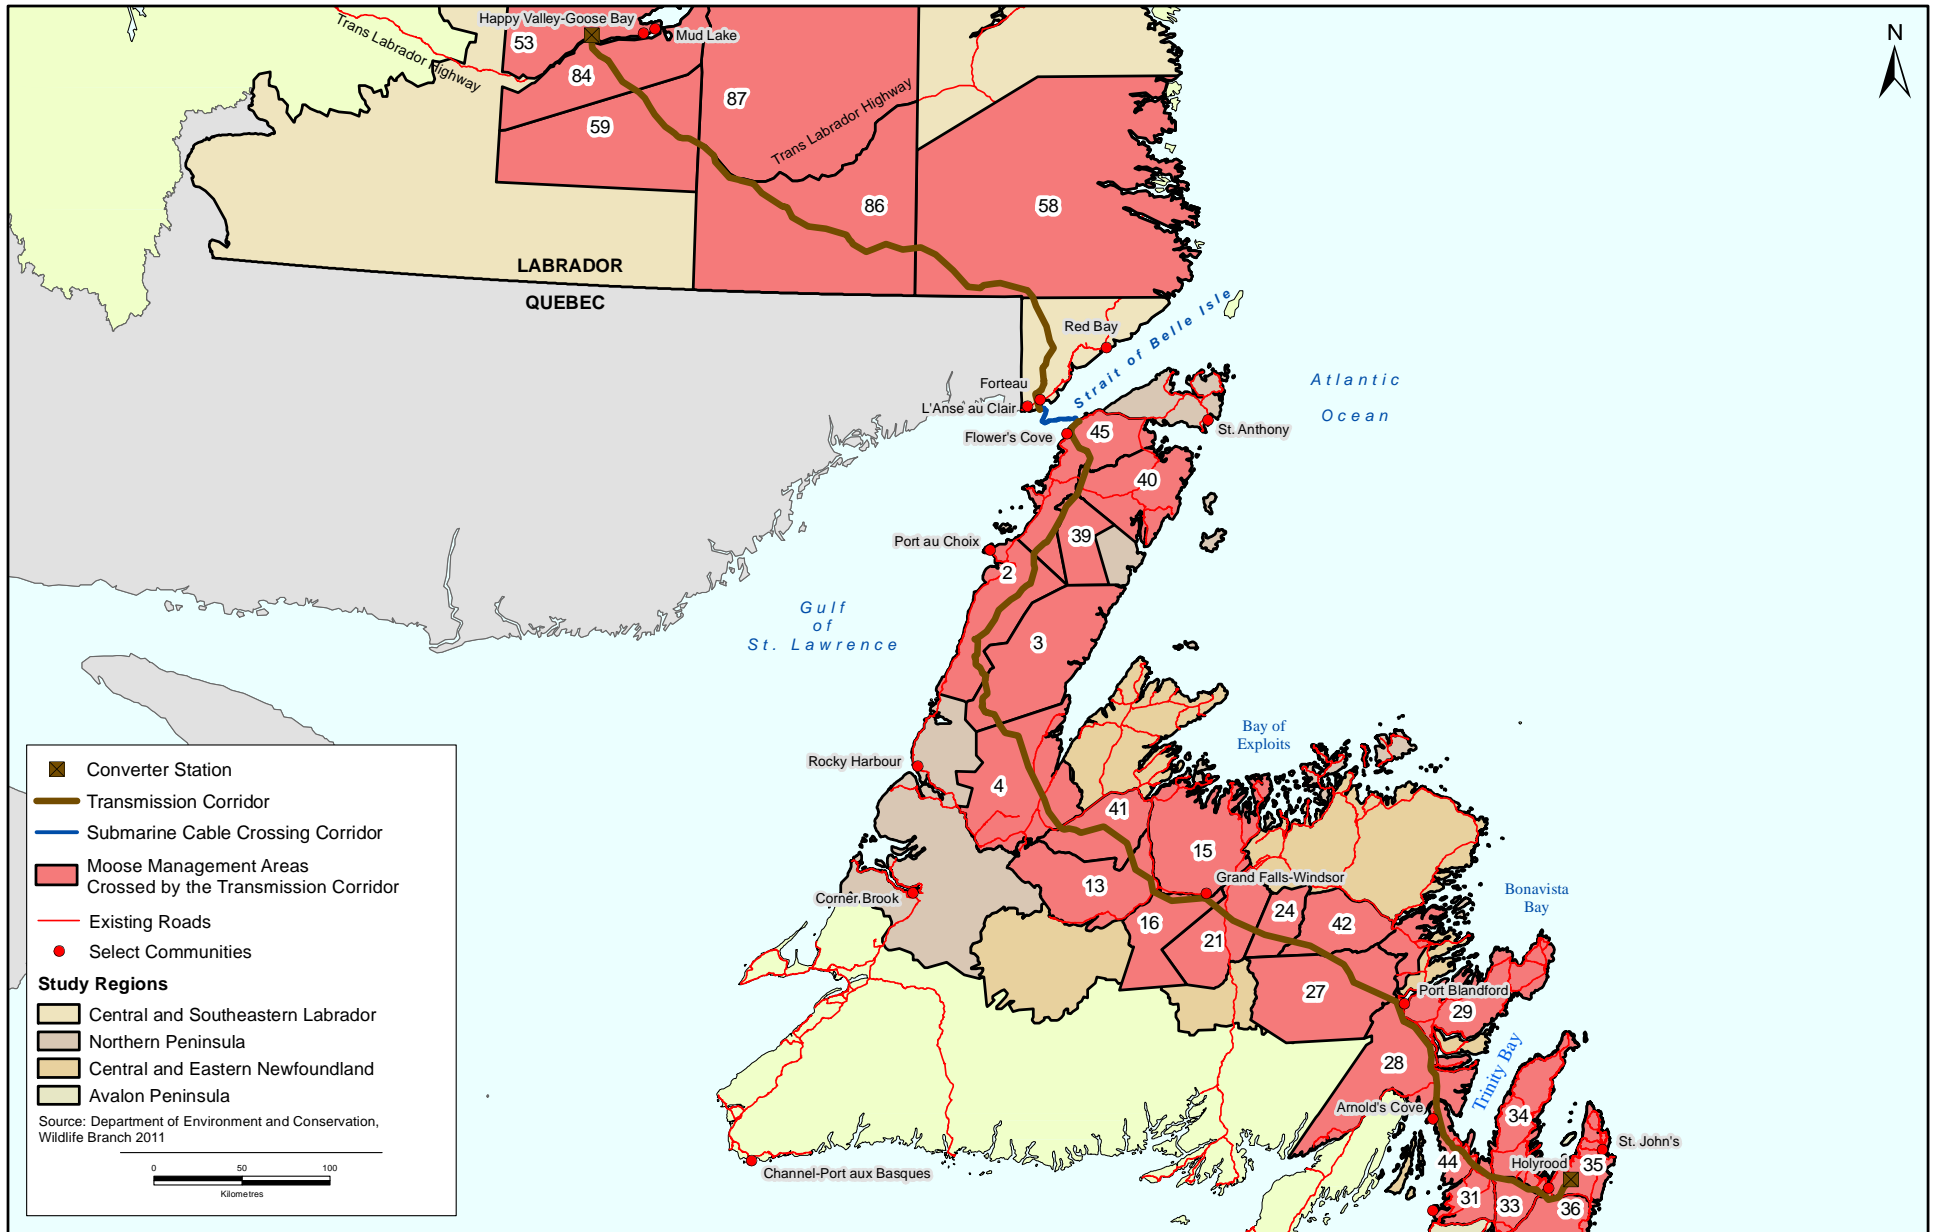 N
Happy Valley-Goose Bay
Mud Lake
53
Trans Labrador Highway
84
87
59
Trans Labrador Highway
86
58
LABRADOR
QUEBEC
Red Bay
Strait of Belle Isle
Forteau
L'Anse au Clair
Atlantic
Ocean
Flower's Cove
45
St. Anthony
40
Port au Choix
39
2
Gulf
of
St. Lawrence
3
Bay of
Exploits
Rocky Harbour
4
41
15
Grand Falls-Windsor
13
Corner Brook
24
42
16
21
Bonavista
Bay
27
Port Blandford
29
28
Trinity Bay
Arnold's Cove
34
St. John's
44
Holyrood
35
31
33
36
Channel-Port aux Basques
Converter Station
Transmission Corridor
Submarine Cable Crossing Corridor
Moose Management Areas
Crossed by the Transmission Corridor
Existing Roads
Select Communities
Study Regions
Central and Southeastern Labrador
Northern Peninsula
Central and Eastern Newfoundland
Avalon Peninsula
Source: Department of Environment and Conservation,
Wildlife Branch 2011
0 50 100
Kilometres